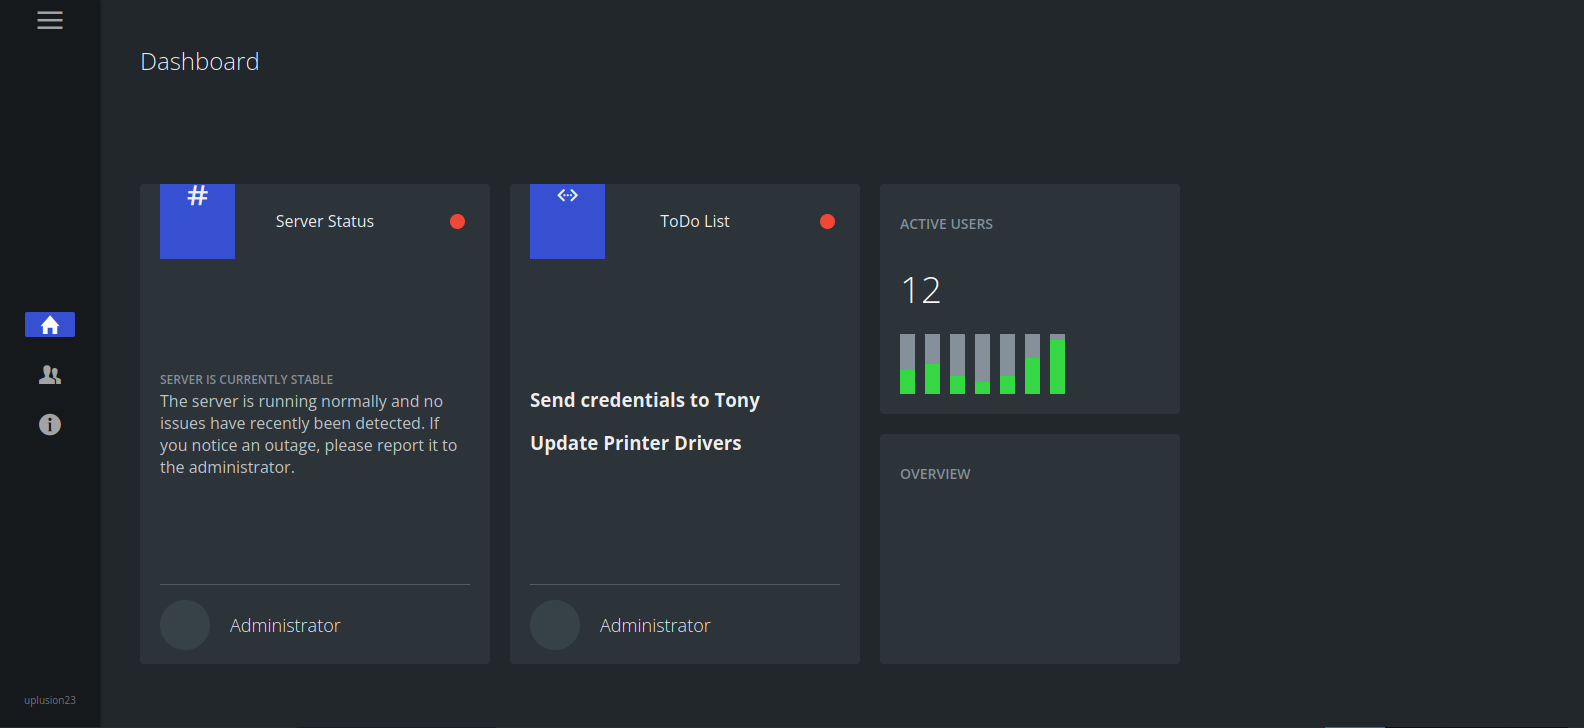 Dashboard
#
Server Status
SERVER IS CURRENTLY STABLE
The server is running normally and no
issues have recently been detected. If
you notice an outage, please report it to
the administrator.
Administrator
ToDo List
Send credentials to Tony
Update Printer Drivers
Administrator
ACTIVE USERS
12
OVERVIEW
uplusion23